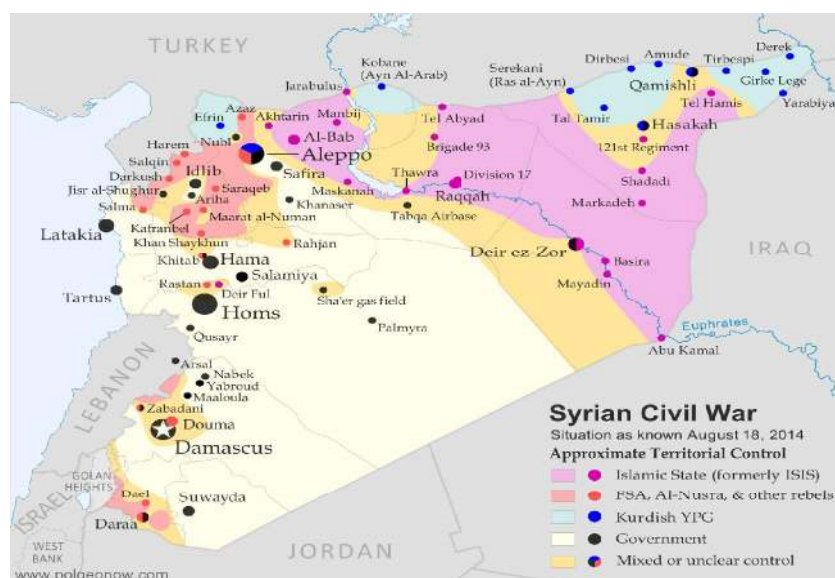 TURKEY
Kobane
(Ayn Al-Arab)
Serekani
(Ras al-Ayn)
Dirbesi
Amude
Tirbespi
Derek
Jarabulus
Qamishli
Girke Lege
Yarabiya
Azaz
Efrin
Akhtarin
Manbij
Tel Abyad
Tal Tamir
Tel Hamis
Nubl
Al-Bab
Brigade 93
Hasakah
Harem
Aleppo
121st Regiment
Salqin
Idlib
Safira
Thawra
Division 17
Darkush
Maskanah
Raqqah
Shadadi
Jisr al-Shughur
Ariha
Saraqeb
Khanaser
Markadeh
Salma
Maarat al-Numan
Tabqa Airbase
Kafranbel
Latakia
Khan Shaykhun
Rahjan
Deir ez-Zor
IRAQ
Khitab
Hama
Basira
Salamiya
Mayadin
Tartus
Rastan
Deir Ful
Sha'er gas field
Homs
Palmyra
Euphrates
Qusayr
Abu Kamal
Arsal
Nabek
Yabroud
Maaloula
LEBANON
Zabadani
Douma
Damascus
GOLAN
HEIGHTS
ISRAEL
Dael
Suwayda
Daraa
WEST
BANK
JORDAN
www.polgeonow.com
Syrian Civil War
Situation as known August 18, 2014
Approximate Territorial Control
Islamic State (formerly ISIS)
FSA, Al-Nusra, & other rebels
Kurdish YPG
Government
Mixed or unclear control